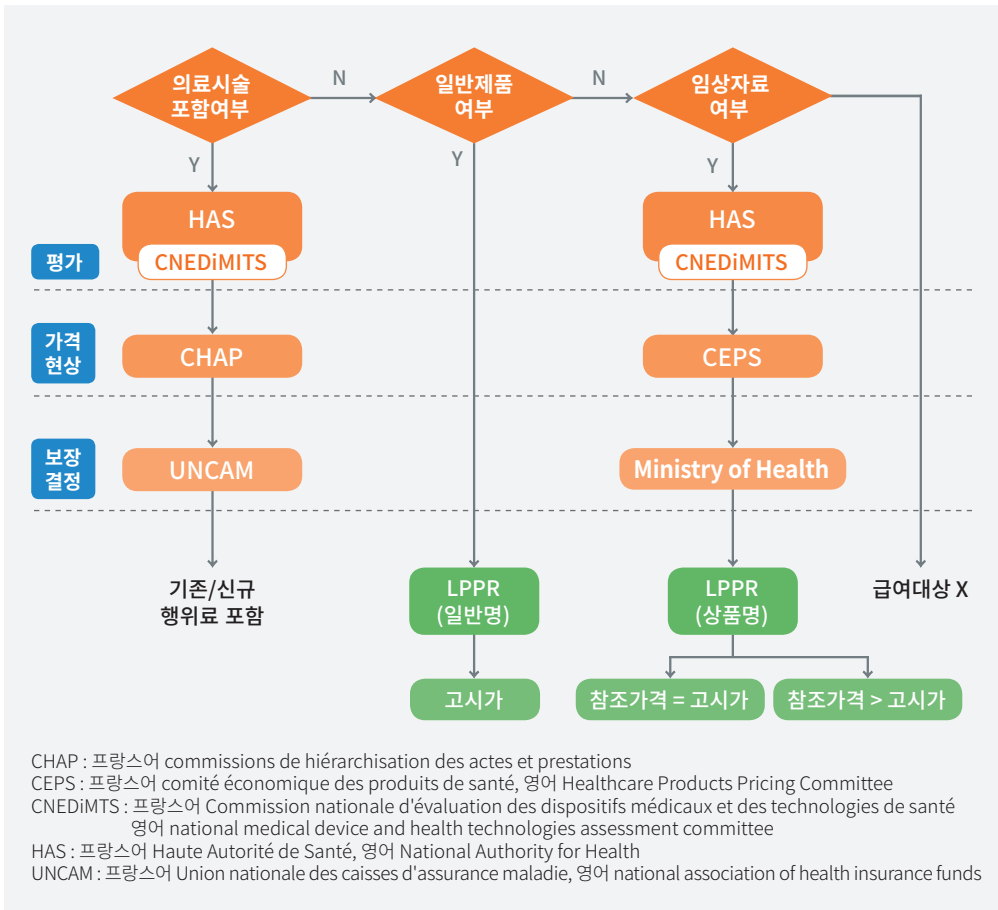 의료시술
포함여부
N
일반제품
여부
N
임상자료
여부
Y
Y
Y
HAS
CNEDiMITS
HAS
CNEDiMITS
평가
가격
현상
CHAP
CEPS
보장
결정
UNCAM
Ministry of Health
기존/신규
행위료 포함
LPPR
(일반명)
LPPR
(상품명)
급여대상 X
고시가
참조가격 = 고시가
참조가격 > 고시가
CHAP : 프랑스어 commissions de hiérarchisation des actes et prestations
CEPS : 프랑스어 comité économique des produits de santé, 영어 Healthcare Products Pricing Committee
CNEDiMTS : 프랑스어 Commission nationale d'évaluation des dispositifs médicaux et des technologies de santé
영어 national medical device and health technologies assessment committee
HAS : 프랑스어 Haute Autorité de Santé, 영어 National Authority for Health
UNCAM : 프랑스어 Union nationale des caisses d'assurance maladie, 영어 national association of health insurance funds